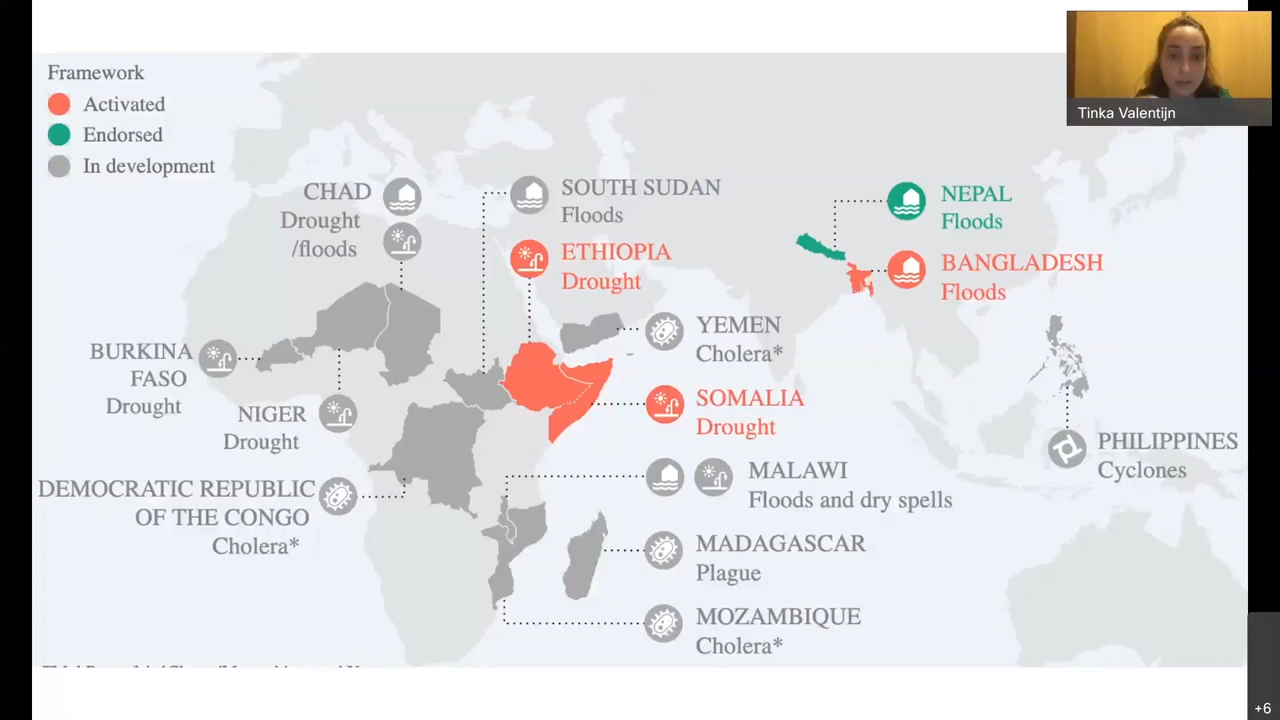 Framework
Activated
Endorsed
In development
Tinka Valentijn
CHAD
Drought
/floods
SOUTH SUDAN
Floods
ETHIOPIA
Drought
NEPAL
Floods
BANGLADESH
Floods
YEMEN
Cholera*
BURKINA
FASO
Drought
NIGER
Drought
SOMALIA
Drought
PHILIPPINES
Cyclones
DEMOCRATIC REPUBLIC
OF THE CONGO
Cholera*
MALAWI
Floods and dry spells
MADAGASCAR
Plague
MOZAMBIQUE
Cholera*
+6